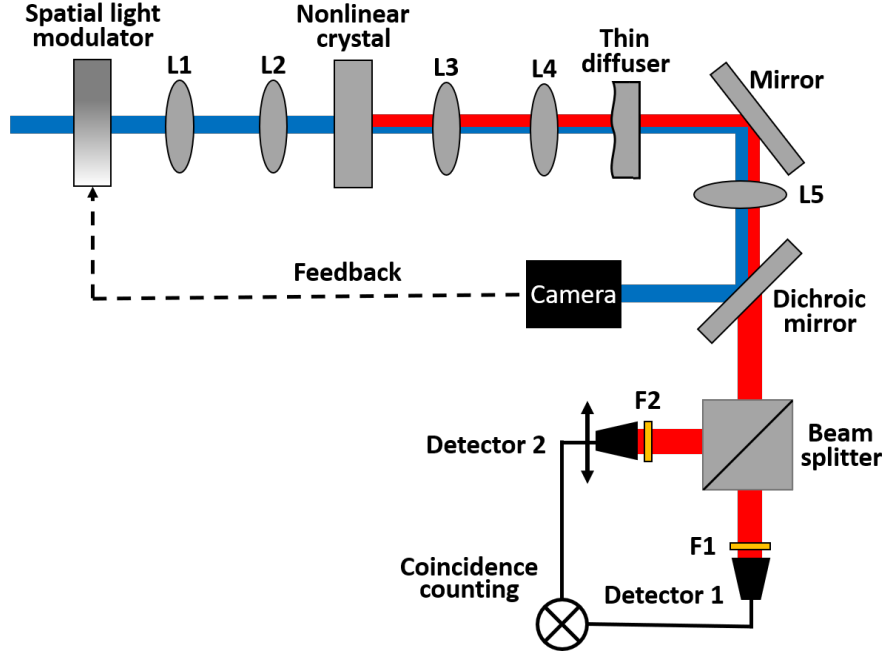 Spatial light
modulator
L1
L2
Nonlinear
crystal
L3
L4
Thin
diffuser
Mirror
L5
Feedback
Camera
Dichroic
mirror
F2
Detector 2
Beam
splitter
F1
Coincidence
counting
Detector 1